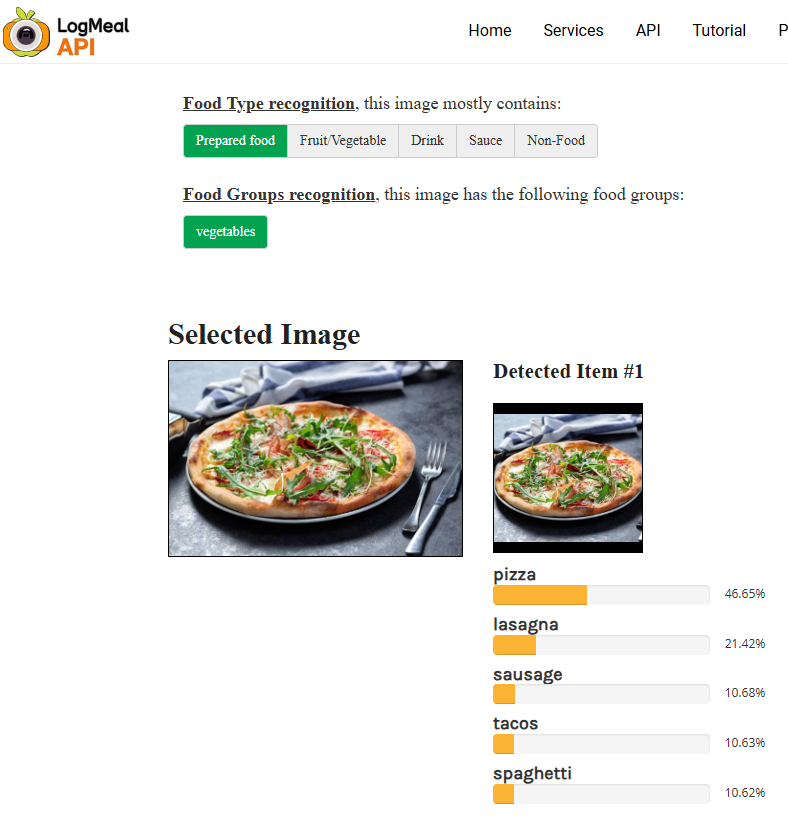 LogMeal
API
Home Services API Tutorial P
Food Type recognition, this image mostly contains:
Prepared food Fruit/Vegetable Drink Sauce Non-Food
Food Groups recognition, this image has the following food groups:
vegetables
Selected Image
Detected Item #1
pizza
46.65%
lasagna
21.42%
sausage
10.68%
tacos
10.63%
spaghetti
10.62%